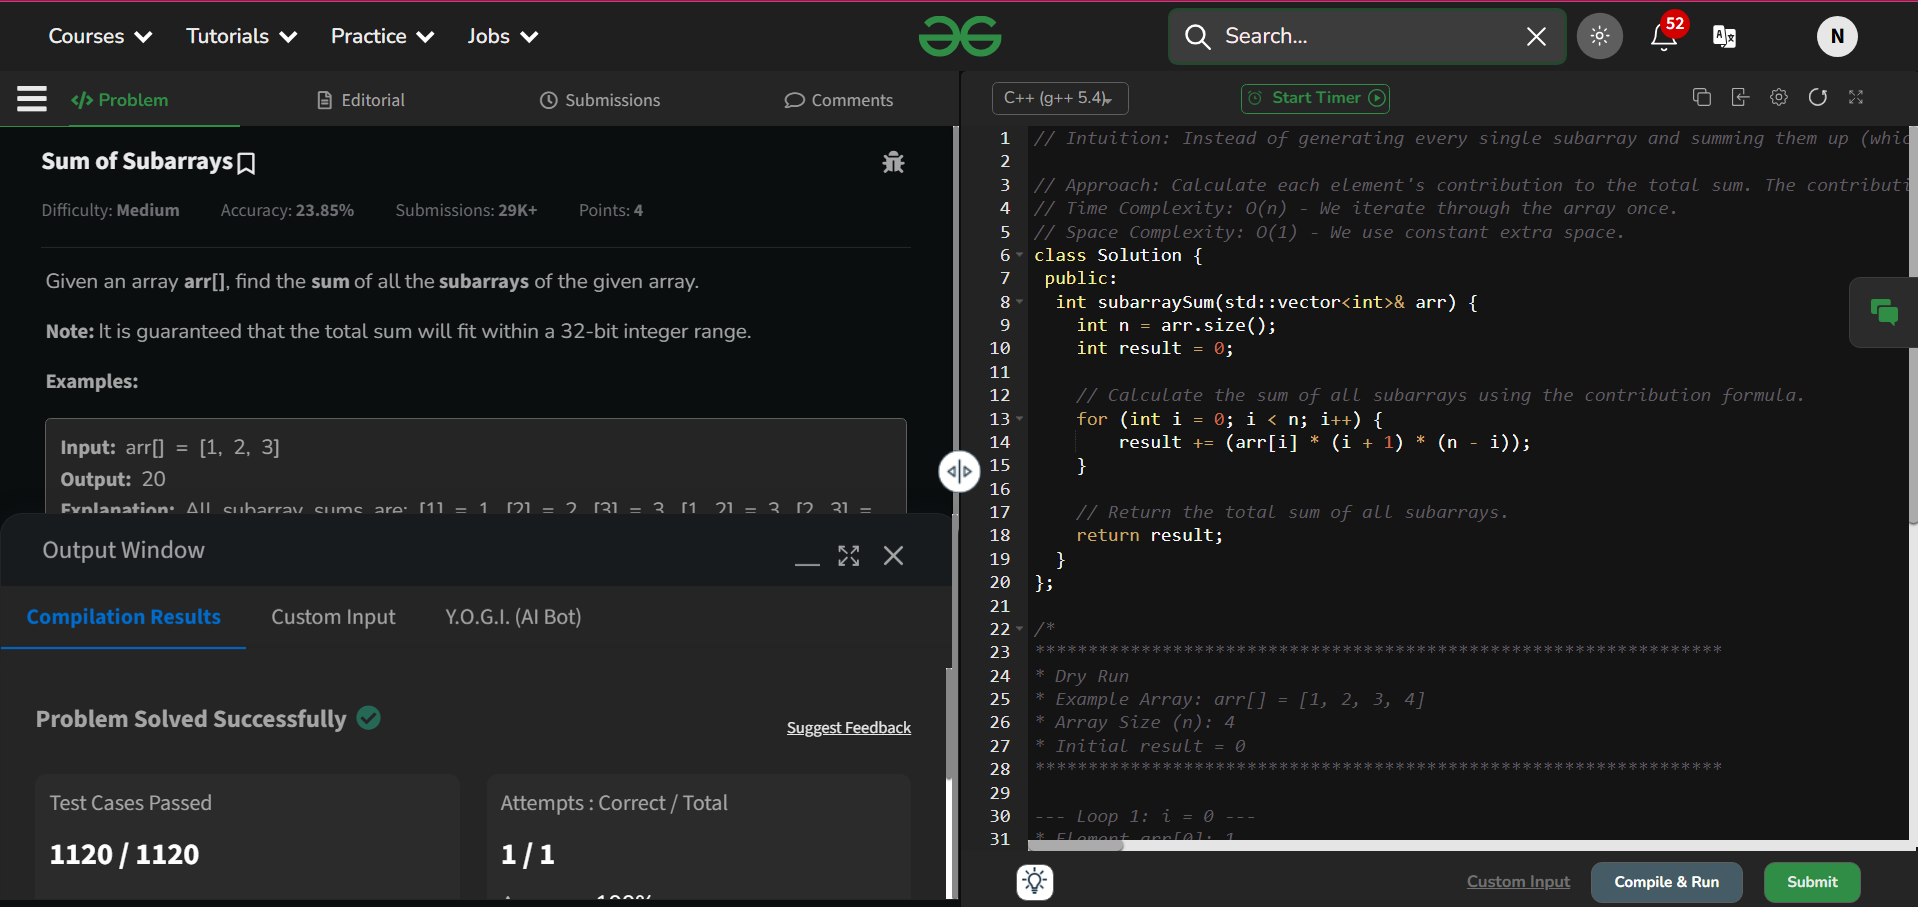 Courses Tutorials Practice Jobs Search... 52 N
</> Problem Editorial Submissions Comments
C++ (g++ 5.4) Start Timer
Sum of Subarrays
Difficulty: Medium Accuracy: 23.85% Submissions: 29K+ Points: 4
Given an array arr[], find the sum of all the subarrays of the given array.
Note: It is guaranteed that the total sum will fit within a 32-bit integer range.
Examples:
Input: arr[] = [1, 2, 3]
Output: 20
Explanation: All subarray sums are: [1] = 1, [2] = 2, [3] = 3, [1, 2] = 3, [2, 3] =
Output Window
Compilation Results Custom Input Y.O.G.I. (AI Bot)
Problem Solved Successfully
Suggest Feedback
Test Cases Passed
1120 / 1120
Attempts : Correct / Total
1 / 1
1 // Intuition: Instead of generating every single subarray and summing them up (whic
2
3 // Approach: Calculate each element's contribution to the total sum. The contributi
4 // Time Complexity: O(n) - We iterate through the array once.
5 // Space Complexity: O(1) - We use constant extra space.
6 class Solution {
7 public:
8 int subarraySum(std::vector<int>& arr) {
9 int n = arr.size();
10 int result = 0;
11
12 // Calculate the sum of all subarrays using the contribution formula.
13 for (int i = 0; i < n; i++) {
14 result += (arr[i] * (i + 1) * (n - i));
15 }
16
17 // Return the total sum of all subarrays.
18 return result;
19 }
20 };
21
22 /*
23 *****************************************************************
24 * Dry Run
25 * Example Array: arr[] = [1, 2, 3, 4]
26 * Array Size (n): 4
27 * Initial result = 0
28 *****************************************************************
29
30 --- Loop 1: i = 0 ---
31 * Element arr[0]: 1
Custom Input Compile & Run Submit